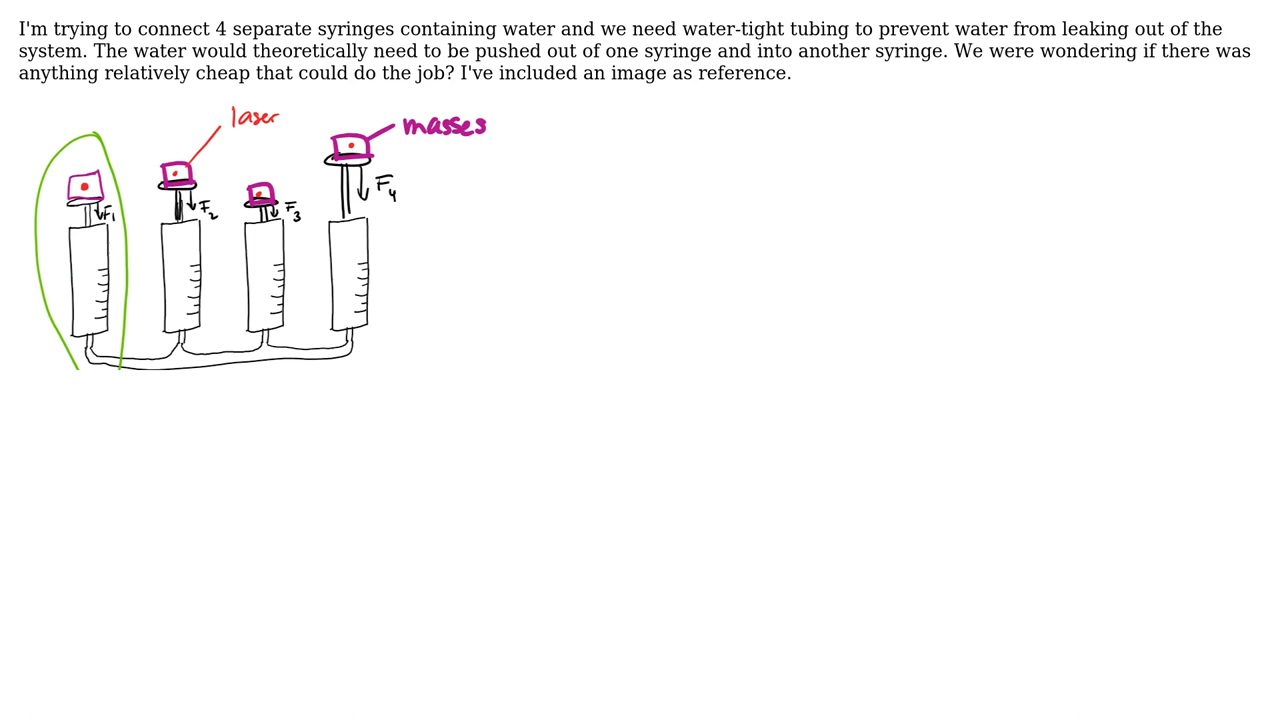 I'm trying to connect 4 separate syringes containing water and we need water-tight tubing to prevent water from leaking out of the
system. The water would theoretically need to be pushed out of one syringe and into another syringe. We were wondering if there was
anything relatively cheap that could do the job? I've included an image as reference.
laser
masses
F₁
F₂
F₃
F₄